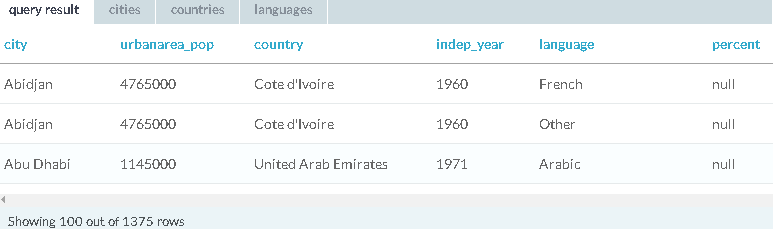 query result cities countries languages
city urbanarea_pop country indep_year language percent
Abidjan 4765000 Cote d'Ivoire 1960 French null
Abidjan 4765000 Cote d'Ivoire 1960 Other null
Abu Dhabi 1145000 United Arab Emirates 1971 Arabic null
Showing 100 out of 1375 rows